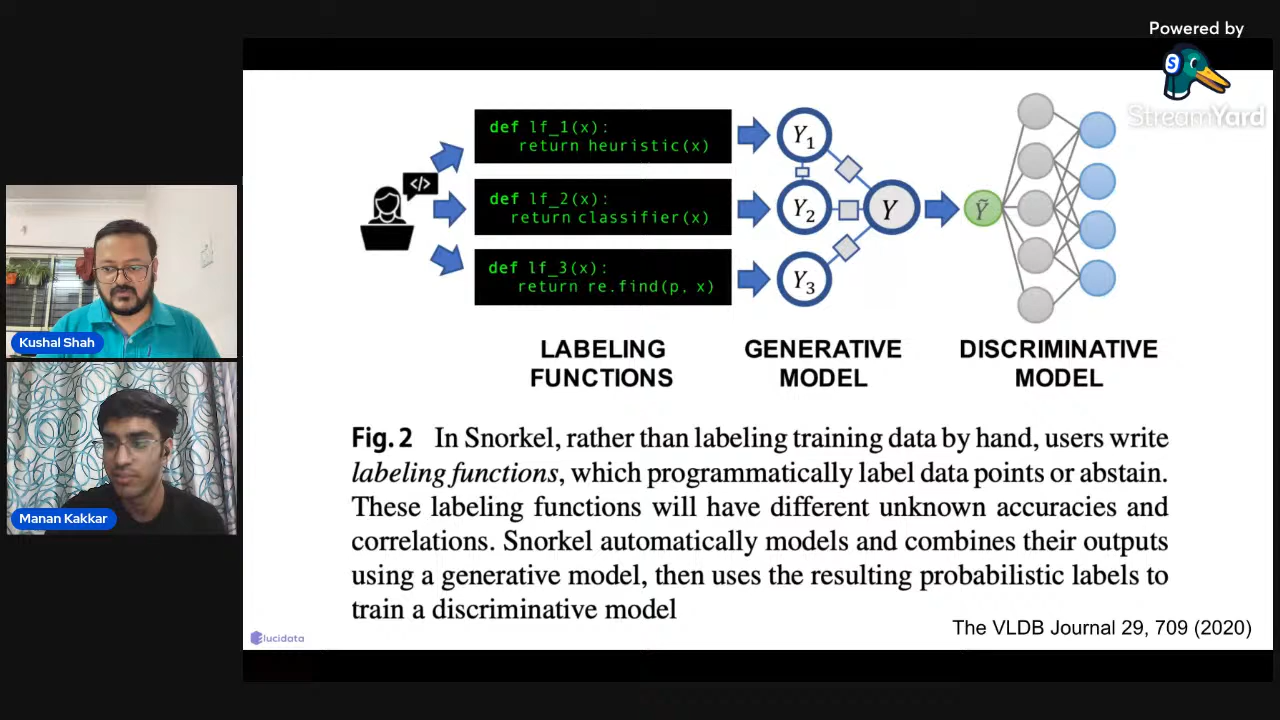 Powered by
S
StreamYard
def lf_1(x):
return heuristic(x)
</>
def lf_2(x):
return classifier(x)
def lf_3(x):
return re.find(p, x)
Y1
Y2
Y3
Y
Ỹ
LABELING
FUNCTIONS
GENERATIVE
MODEL
DISCRIMINATIVE
MODEL
Fig. 2 In Snorkel, rather than labeling training data by hand, users write
labeling functions, which programmatically label data points or abstain.
These labeling functions will have different unknown accuracies and
correlations. Snorkel automatically models and combines their outputs
using a generative model, then uses the resulting probabilistic labels to
train a discriminative model
The VLDB Journal 29, 709 (2020)
elucidata
Kushal Shah
Manan Kakkar